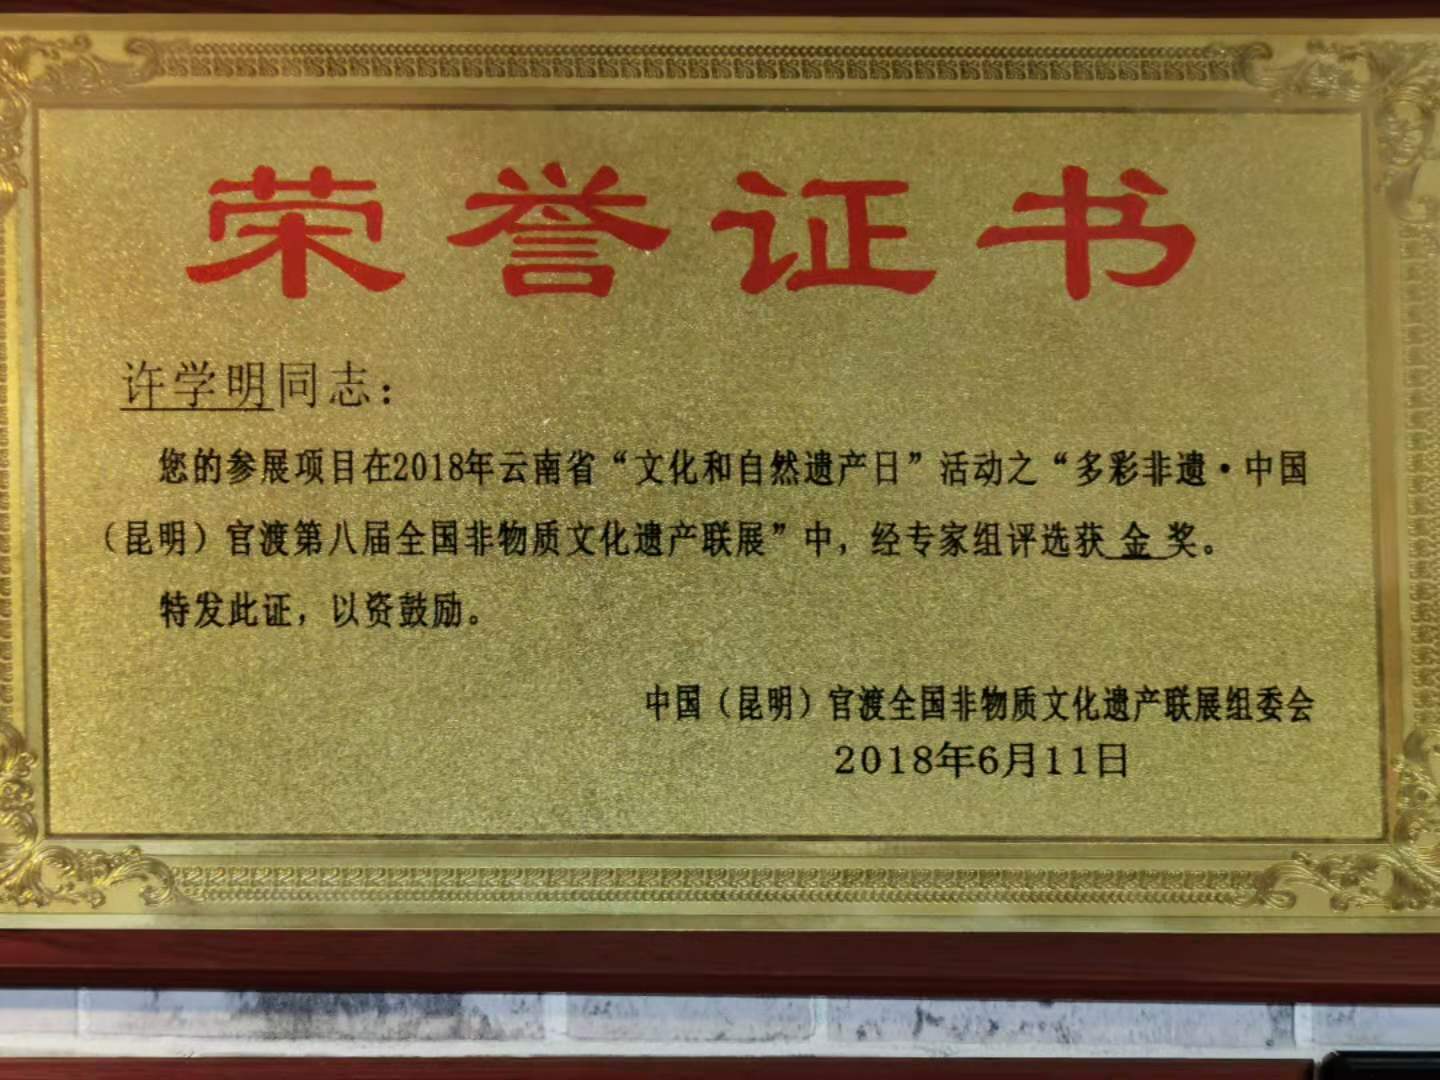 荣誉证书
许学明同志：
您的参展项目在2018年云南省“文化和自然遗产日”活动之“多彩非遗·中国
（昆明）官渡第八届全国非物质文化遗产联展”中，经专家组评选获 金 奖。
特发此证，以资鼓励。
中国（昆明）官渡全国非物质文化遗产联展组委会
2018年6月11日